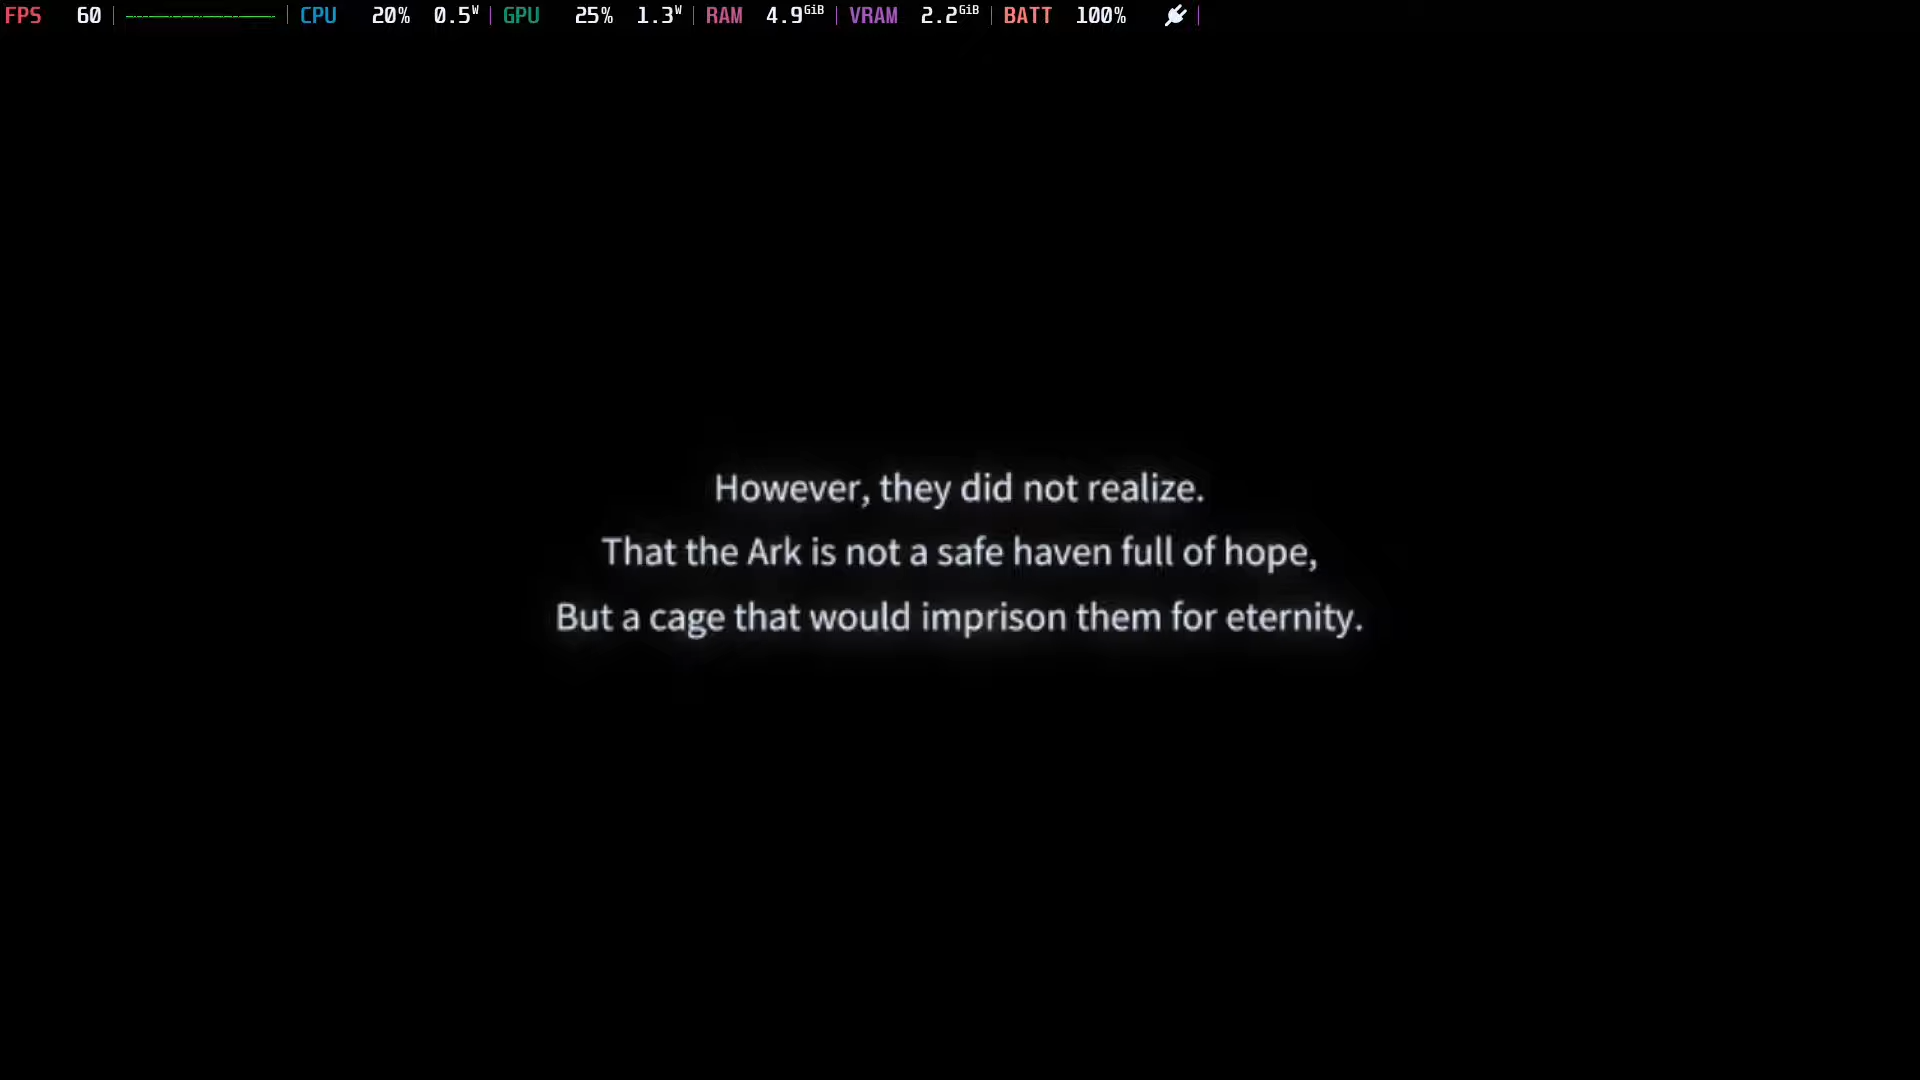 FPS 60 CPU 20% 0.5W GPU 25% 1.3W RAM 4.9GiB VRAM 2.2GiB BATT 100%
However, they did not realize.
That the Ark is not a safe haven full of hope,
But a cage that would imprison them for eternity.